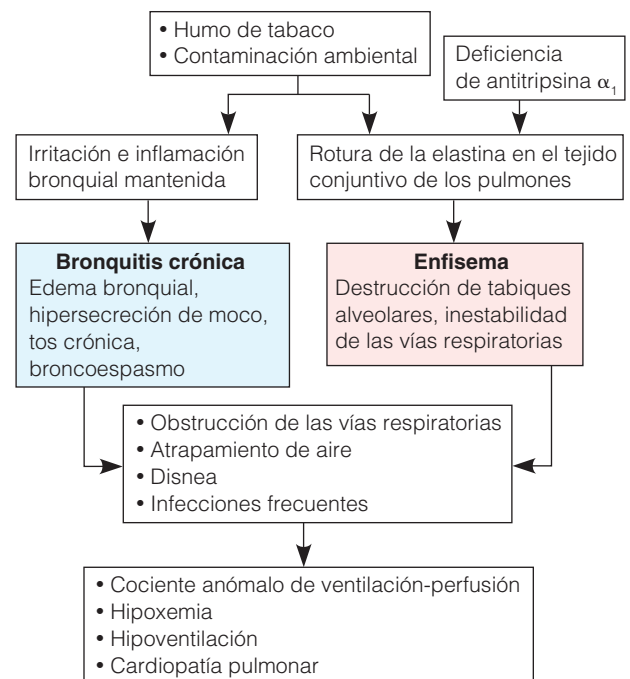 • Humo de tabaco
• Contaminación ambiental
Deficiencia
de antitripsina α₁
Irritación e inflamación
bronquial mantenida
Rotura de la elastina en el tejido
conjuntivo de los pulmones
Bronquitis crónica
Edema bronquial,
hipersecreción de moco,
tos crónica,
broncoespasmo
Enfisema
Destrucción de tabiques
alveolares, inestabilidad
de las vías respiratorias
• Obstrucción de las vías respiratorias
• Atrapamiento de aire
• Disnea
• Infecciones frecuentes
• Cociente anómalo de ventilación-perfusión
• Hipoxemia
• Hipoventilación
• Cardiopatía pulmonar